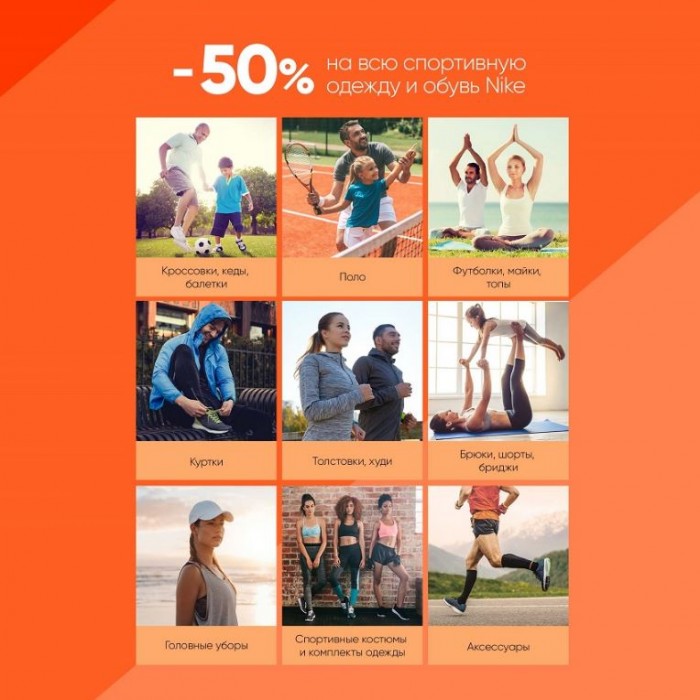 -50% на всю спортивную
одежду и обувь Nike
Кроссовки, кеды,
балетки
Поло
Футболки, майки,
топы
Куртки
Толстовки, худи
Брюки, шорты,
бриджи
Головные уборы
Спортивные костюмы
и комплекты одежды
Аксессуары